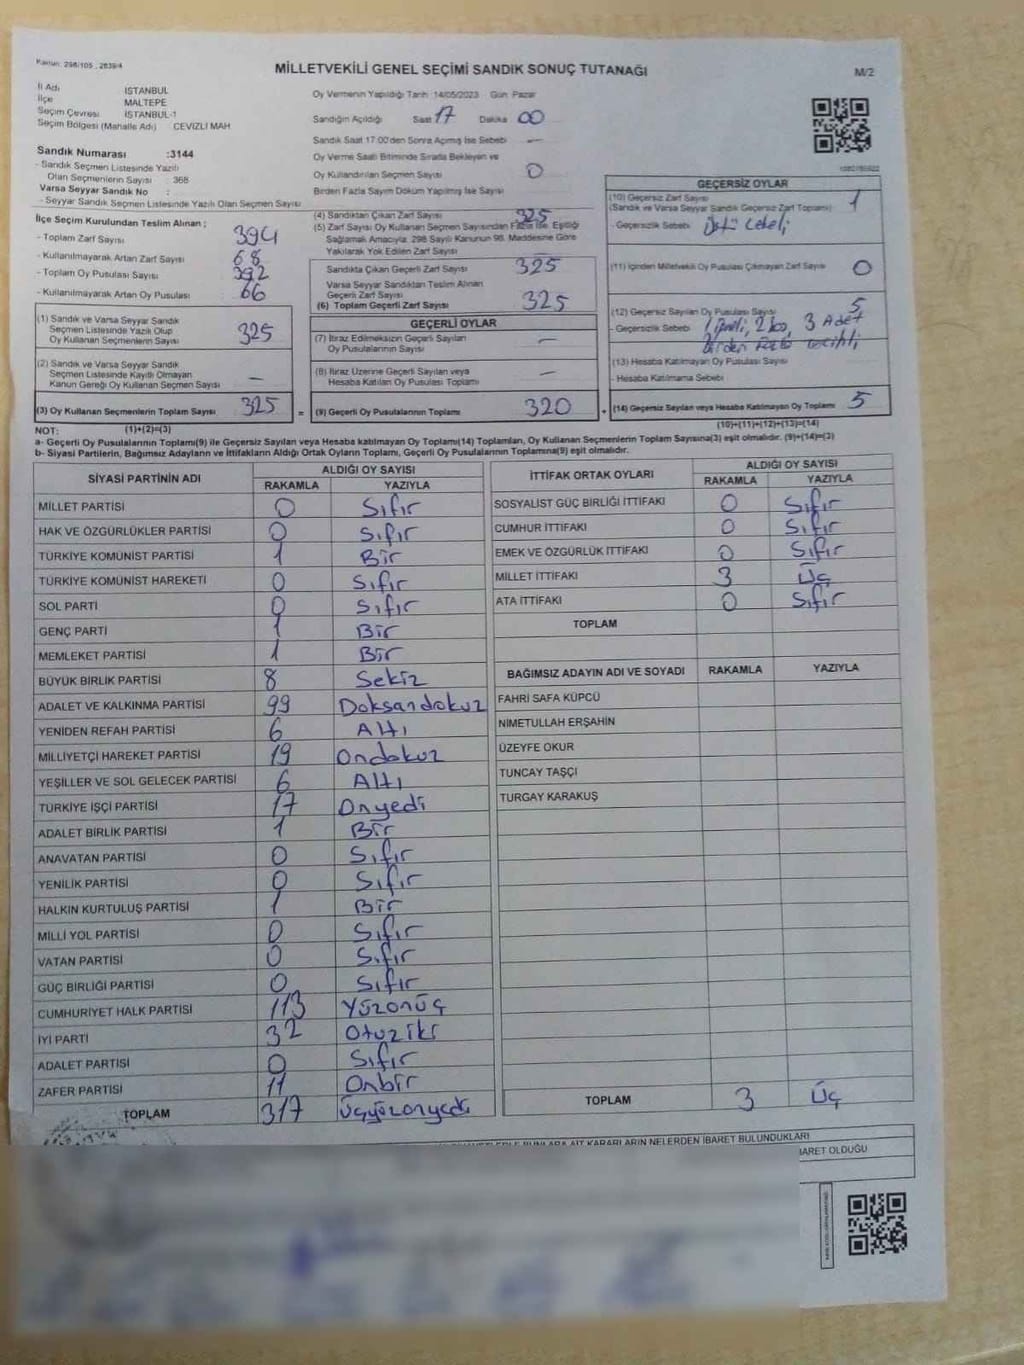 Kanun: 298/105 , 2839/4
MİLLETVEKİLİ GENEL SEÇİMİ SANDIK SONUÇ TUTANAĞI
M/2
İl Adı İSTANBUL
İlçe MALTEPE
Seçim Çevresi İSTANBUL-1
Seçim Bölgesi (Mahalle Adı) CEVİZLİ MAH
Sandık Numarası :3144
- Sandık Seçmen Listesinde Yazılı
Olan Seçmenlerin Sayısı : 368
Varsa Seyyar Sandık No :
- Seyyar Sandık Seçmen Listesinde Yazılı Olan Seçmen Sayısı
Oy Vermenin Yapıldığı Tarih :14/05/2023 Gün: Pazar
Sandığın Açıldığı Saat 17 Dakika 00
Sandık Saat 17.00'den Sonra Açılmış İse Sebebi —
Oy Verme Saati Bitiminde Sırada Bekleyen ve
Oy Kullandırılan Seçmen Sayısı 0
Birden Fazla Sayım Döküm Yapılmış İse Sayısı
İlçe Seçim Kurulundan Teslim Alınan ;
- Toplam Zarf Sayısı 394
- Kullanılmayarak Artan Zarf Sayısı 68
- Toplam Oy Pusulası Sayısı 392
- Kullanılmayarak Artan Oy Pusulası 66
(4) Sandıktan Çıkan Zarf Sayısı 325
(5) Zarf Sayısı Oy Kullanan Seçmen Sayısından Fazla İse, Eşitliği
Sağlamak Amacıyla: 298 Sayılı Kanunun 98. Maddesine Göre
Yakılarak Yok Edilen Zarf Sayısı
Sandıkta Çıkan Geçerli Zarf Sayısı 325
Varsa Seyyar Sandıktan Teslim Alınan
Geçerli Zarf Sayısı
(6) Toplam Geçerli Zarf Sayısı 325
GEÇERSİZ OYLAR
(10) Geçersiz Zarf Sayısı 1
(Sandık ve Varsa Seyyar Sandık Geçersiz Zarf Toplamı)
- Geçersizlik Sebebi Üstü
(11) İçinden Milletvekili Oy Pusulası Çıkmayan Zarf Sayısı 0
(12) Geçersiz Sayılan Oy Pusulası Sayısı 5
- Geçersizlik Sebebi 3 Adet
Birden Fazla
(13) Hesaba Katılmayan Oy Pusulası Sayısı
- Hesaba Katılmama Sebebi
(14) Geçersiz Sayılan veya Hesaba Katılmayan Oy Toplamı 5
(10)+(11)+(12)+(13)=(14)
(1) Sandık ve Varsa Seyyar Sandık
Seçmen Listesinde Yazılı Olup
Oy Kullanan Seçmenlerin Sayısı 325
(2) Sandık ve Varsa Seyyar Sandık
Seçmen Listesinde Kayıtlı Olmayan
Kanun Gereği Oy Kullanan Seçmen Sayısı —
(3) Oy Kullanan Seçmenlerin Toplam Sayısı 325 =
(1)+(2)=(3)
GEÇERLİ OYLAR
(7) İtiraz Edilmeksizin Geçerli Sayılan
Oy Pusulalarının Sayısı —
(8) İtiraz Üzerine Geçerli Sayılan veya
Hesaba Katılan Oy Pusulası Toplamı —
(9) Geçerli Oy Pusulalarının Toplamı 320 +
NOT:
a- Geçerli Oy Pusulalarının Toplamı(9) ile Geçersiz Sayılan veya Hesaba katılmayan Oy Toplamı(14) Toplamları, Oy Kullanan Seçmenlerin Toplam Sayısına(3) eşit olmalıdır. (9)+(14)=(3)
b- Siyasi Partilerin, Bağımsız Adayların ve İttifakların Aldığı Ortak Oyların Toplamı, Geçerli Oy Pusulalarının Toplamına(9) eşit olmalıdır.
SİYASİ PARTİNİN ADI ALDIĞI OY SAYISI
RAKAMLA YAZIYLA
MİLLET PARTİSİ 0 Sıfır
HAK VE ÖZGÜRLÜKLER PARTİSİ 0 Sıfır
TÜRKİYE KOMÜNİST PARTİSİ 1 Bir
TÜRKİYE KOMÜNİST HAREKETİ 0 Sıfır
SOL PARTİ 0 Sıfır
GENÇ PARTİ 1 Bir
MEMLEKET PARTİSİ 1 Bir
BÜYÜK BİRLİK PARTİSİ 8 Sekiz
ADALET VE KALKINMA PARTİSİ 99 Doksandokuz
YENİDEN REFAH PARTİSİ 6 Altı
MİLLİYETÇİ HAREKET PARTİSİ 19 Ondokuz
YEŞİLLER VE SOL GELECEK PARTİSİ 6 Altı
TÜRKİYE İŞÇİ PARTİSİ 17 Onyedi
ADALET BİRLİK PARTİSİ 1 Bir
ANAVATAN PARTİSİ 0 Sıfır
YENİLİK PARTİSİ 0 Sıfır
HALKIN KURTULUŞ PARTİSİ 1 Bir
MİLLİ YOL PARTİSİ 0 Sıfır
VATAN PARTİSİ 0 Sıfır
GÜÇ BİRLİĞİ PARTİSİ 0 Sıfır
CUMHURİYET HALK PARTİSİ 113 Yüzonüç
İYİ PARTİ 32 Otuziki
ADALET PARTİSİ 0 Sıfır
ZAFER PARTİSİ 11 Onbir
TOPLAM 317 Üçyüzonyedi
İTTİFAK ORTAK OYLARI ALDIĞI OY SAYISI
RAKAMLA YAZIYLA
SOSYALİST GÜÇ BİRLİĞİ İTTİFAKI 0 Sıfır
CUMHUR İTTİFAKI 0 Sıfır
EMEK VE ÖZGÜRLÜK İTTİFAKI 0 Sıfır
MİLLET İTTİFAKI 3 Üç
ATA İTTİFAKI 0 Sıfır
TOPLAM
BAĞIMSIZ ADAYIN ADI VE SOYADI RAKAMLA YAZIYLA
FAHRİ SAFA KÜPCÜ
NİMETULLAH ERŞAHİN
ÜZEYFE OKUR
TUNCAY TAŞÇI
TURGAY KARAKUŞ
TOPLAM 3 Üç
BUNLARA AİT KARARLARIN NELERDEN İBARET BULUNDUKLARI
İBARET OLDUĞU